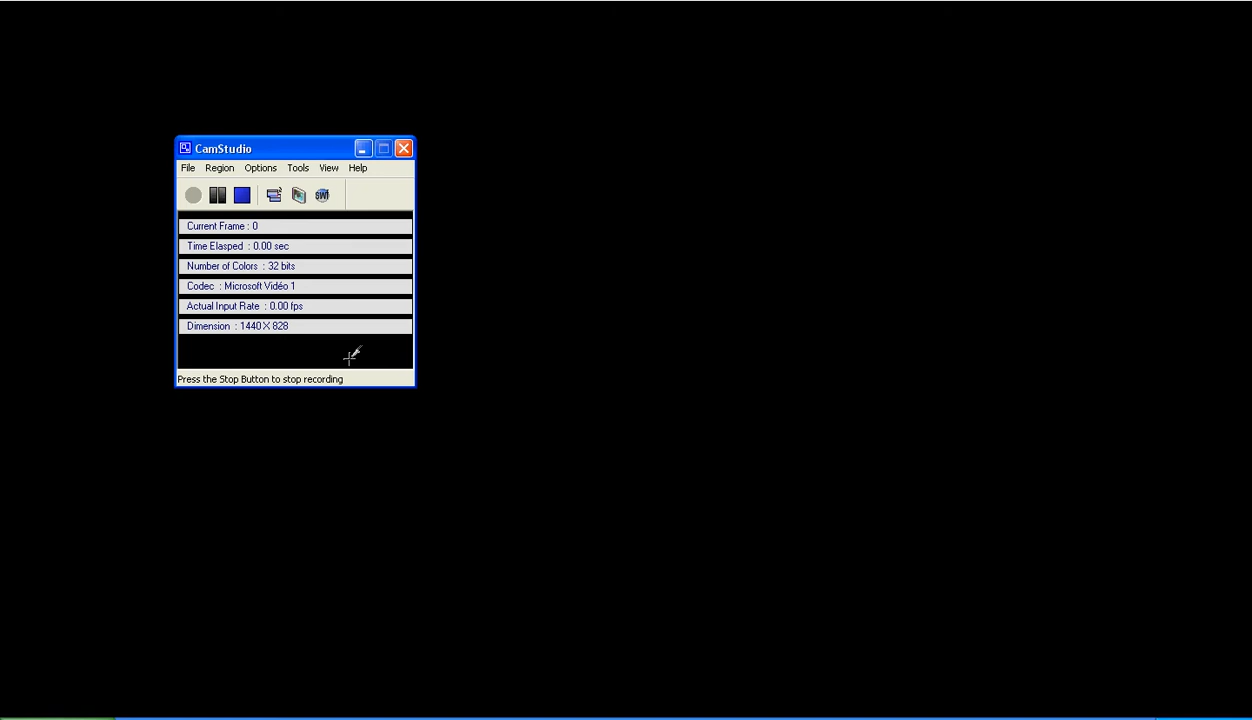 CamStudio
File Region Options Tools View Help
SWF
Current Frame : 0
Time Elasped : 0.00 sec
Number of Colors : 32 bits
Codec : Microsoft Vidéo 1
Actual Input Rate : 0.00 fps
Dimension : 1440 X 828
Press the Stop Button to stop recording